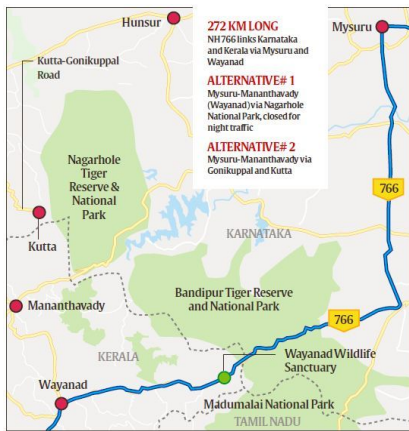 Hunsur
272 KM LONG
NH 766 links Karnataka
and Kerala via Mysuru and
Wayanad
ALTERNATIVE# 1
Mysuru-Mananthavady
(Wayanad) via Nagarhole
National Park, closed for
night traffic
ALTERNATIVE# 2
Mysuru-Mananthavady via
Gonikuppal and Kutta
Mysuru
Kutta-Gonikuppal
Road
Nagarhole
Tiger
Reserve &
National
Park
766
Kutta
KARNATAKA
Mananthavady
Bandipur Tiger Reserve
and National Park
766
KERALA
Wayanad Wildlife
Sanctuary
Wayanad
Madumalai National Park
TAMIL NADU